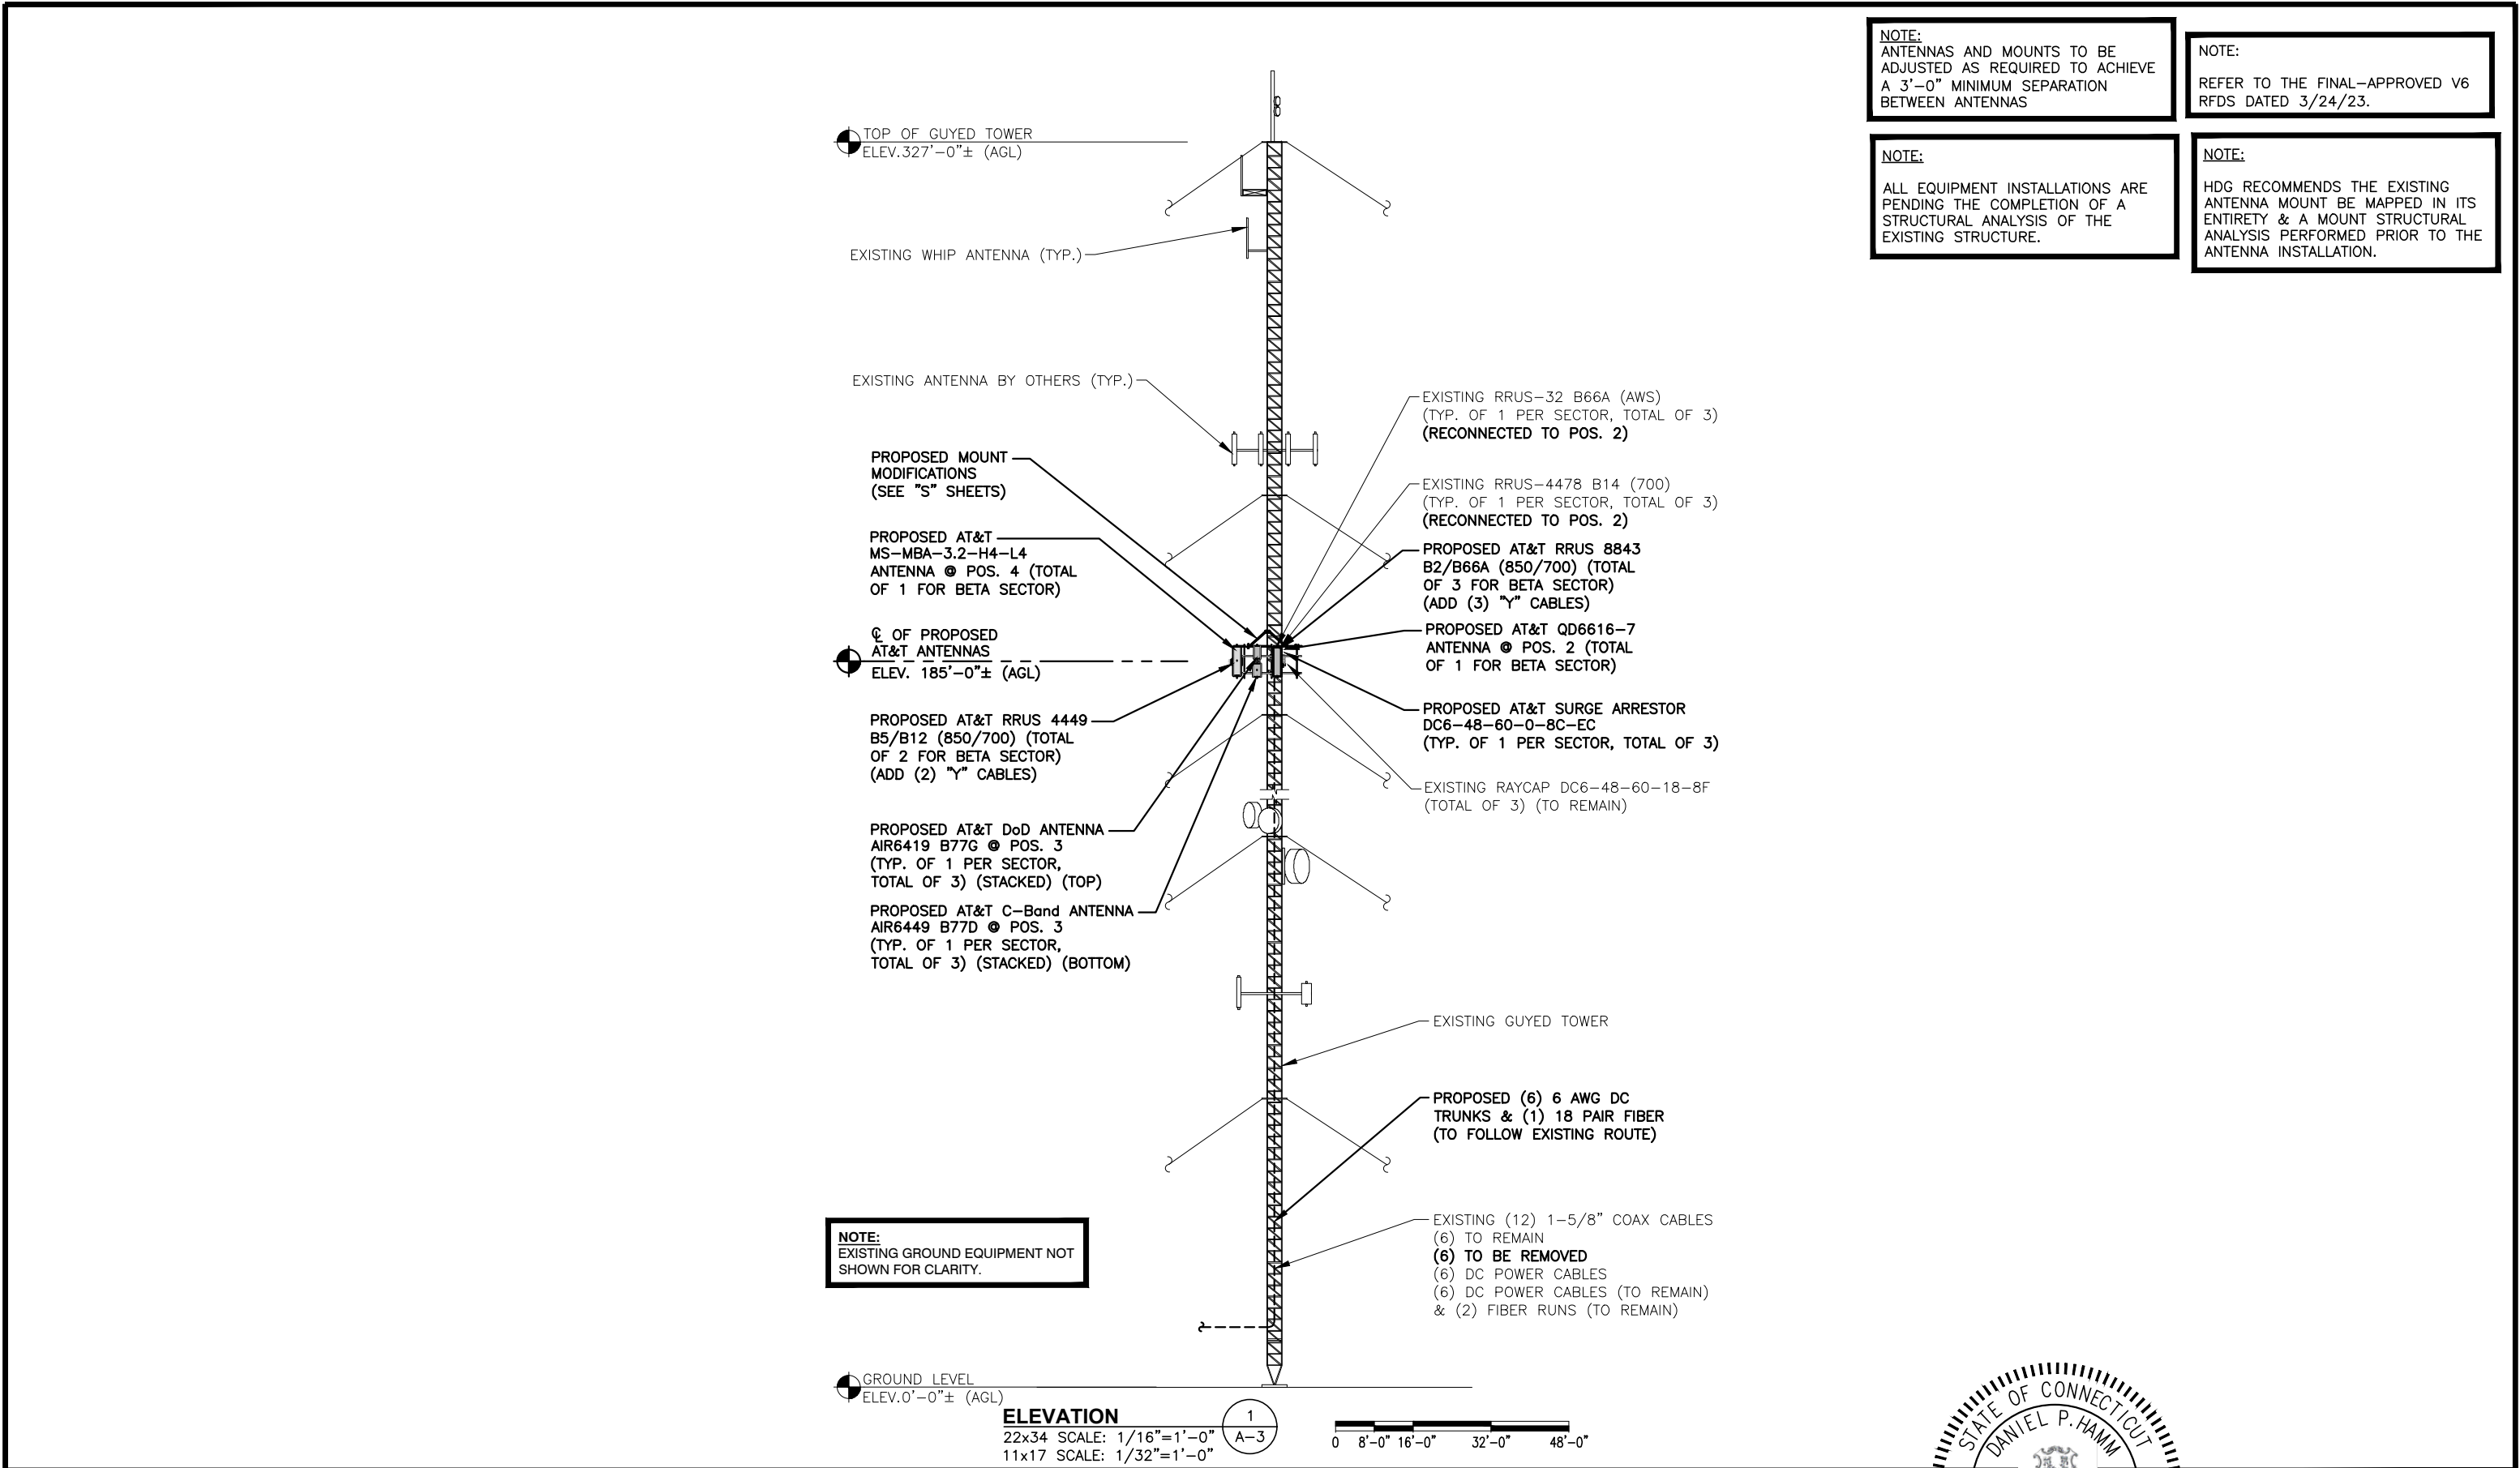 NOTE:
ANTENNAS AND MOUNTS TO BE
ADJUSTED AS REQUIRED TO ACHIEVE
A 3'-0" MINIMUM SEPARATION
BETWEEN ANTENNAS
NOTE:
REFER TO THE FINAL-APPROVED V6
RFDS DATED 3/24/23.
NOTE:
ALL EQUIPMENT INSTALLATIONS ARE
PENDING THE COMPLETION OF A
STRUCTURAL ANALYSIS OF THE
EXISTING STRUCTURE.
NOTE:
HDG RECOMMENDS THE EXISTING
ANTENNA MOUNT BE MAPPED IN ITS
ENTIRETY & A MOUNT STRUCTURAL
ANALYSIS PERFORMED PRIOR TO THE
ANTENNA INSTALLATION.
TOP OF GUYED TOWER
ELEV.327'-0"± (AGL)
EXISTING WHIP ANTENNA (TYP.)
EXISTING ANTENNA BY OTHERS (TYP.)
PROPOSED MOUNT
MODIFICATIONS
(SEE "S" SHEETS)
PROPOSED AT&T
MS-MBA-3.2-H4-L4
ANTENNA @ POS. 4 (TOTAL
OF 1 FOR BETA SECTOR)
℄ OF PROPOSED
AT&T ANTENNAS
ELEV. 185'-0"± (AGL)
PROPOSED AT&T RRUS 4449
B5/B12 (850/700) (TOTAL
OF 2 FOR BETA SECTOR)
(ADD (2) "Y" CABLES)
PROPOSED AT&T DoD ANTENNA
AIR6419 B77G @ POS. 3
(TYP. OF 1 PER SECTOR,
TOTAL OF 3) (STACKED) (TOP)
PROPOSED AT&T C-Band ANTENNA
AIR6449 B77D @ POS. 3
(TYP. OF 1 PER SECTOR,
TOTAL OF 3) (STACKED) (BOTTOM)
EXISTING RRUS-32 B66A (AWS)
(TYP. OF 1 PER SECTOR, TOTAL OF 3)
(RECONNECTED TO POS. 2)
EXISTING RRUS-4478 B14 (700)
(TYP. OF 1 PER SECTOR, TOTAL OF 3)
(RECONNECTED TO POS. 2)
PROPOSED AT&T RRUS 8843
B2/B66A (850/700) (TOTAL
OF 3 FOR BETA SECTOR)
(ADD (3) "Y" CABLES)
PROPOSED AT&T QD6616-7
ANTENNA @ POS. 2 (TOTAL
OF 1 FOR BETA SECTOR)
PROPOSED AT&T SURGE ARRESTOR
DC6-48-60-0-8C-EC
(TYP. OF 1 PER SECTOR, TOTAL OF 3)
EXISTING RAYCAP DC6-48-60-18-8F
(TOTAL OF 3) (TO REMAIN)
EXISTING GUYED TOWER
PROPOSED (6) 6 AWG DC
TRUNKS & (1) 18 PAIR FIBER
(TO FOLLOW EXISTING ROUTE)
EXISTING (12) 1-5/8" COAX CABLES
(6) TO REMAIN
(6) TO BE REMOVED
(6) DC POWER CABLES
(6) DC POWER CABLES (TO REMAIN)
& (2) FIBER RUNS (TO REMAIN)
NOTE:
EXISTING GROUND EQUIPMENT NOT
SHOWN FOR CLARITY.
GROUND LEVEL
ELEV.0'-0"± (AGL)
ELEVATION
22x34 SCALE: 1/16"=1'-0"
11x17 SCALE: 1/32"=1'-0"
1
A-3
0 8'-0" 16'-0" 32'-0" 48'-0"
STATE OF CONNECTICUT
DANIEL P. HAMM